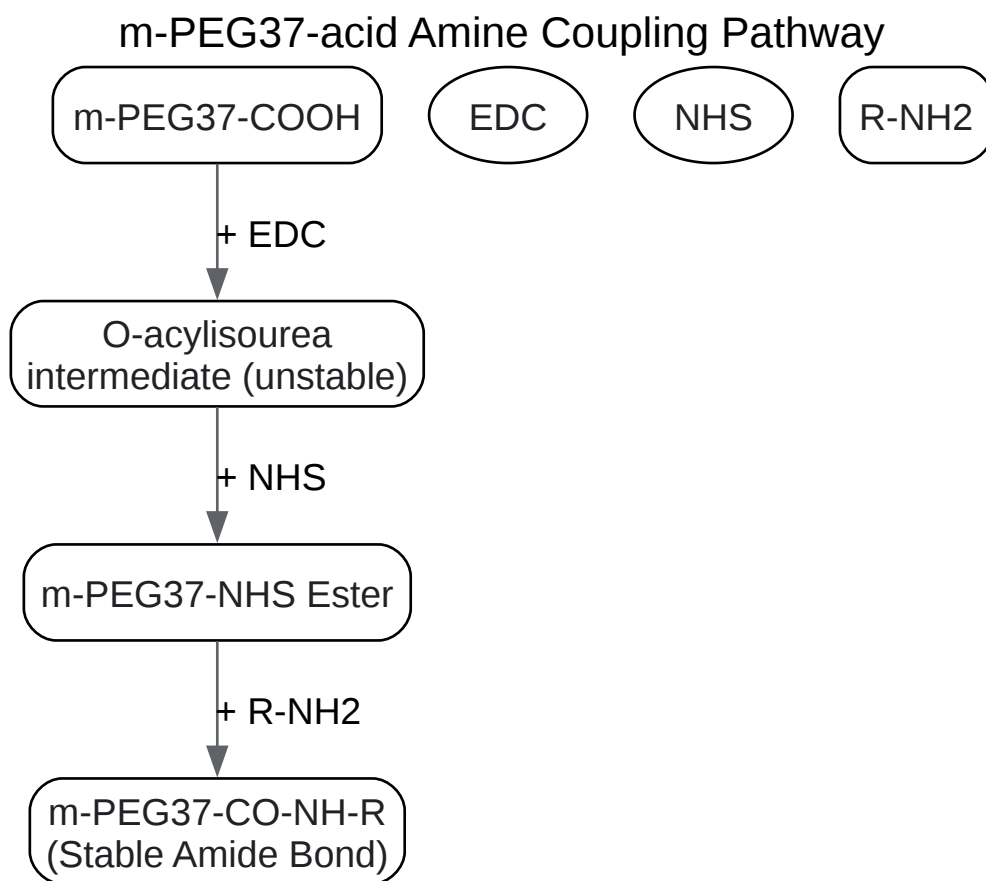 m-PEG37-acid Amine Coupling Pathway
m-PEG37-COOH
EDC
NHS
R-NH2
+ EDC
O-acylisourea
intermediate (unstable)
+ NHS
m-PEG37-NHS Ester
+ R-NH2
m-PEG37-CO-NH-R
(Stable Amide Bond)